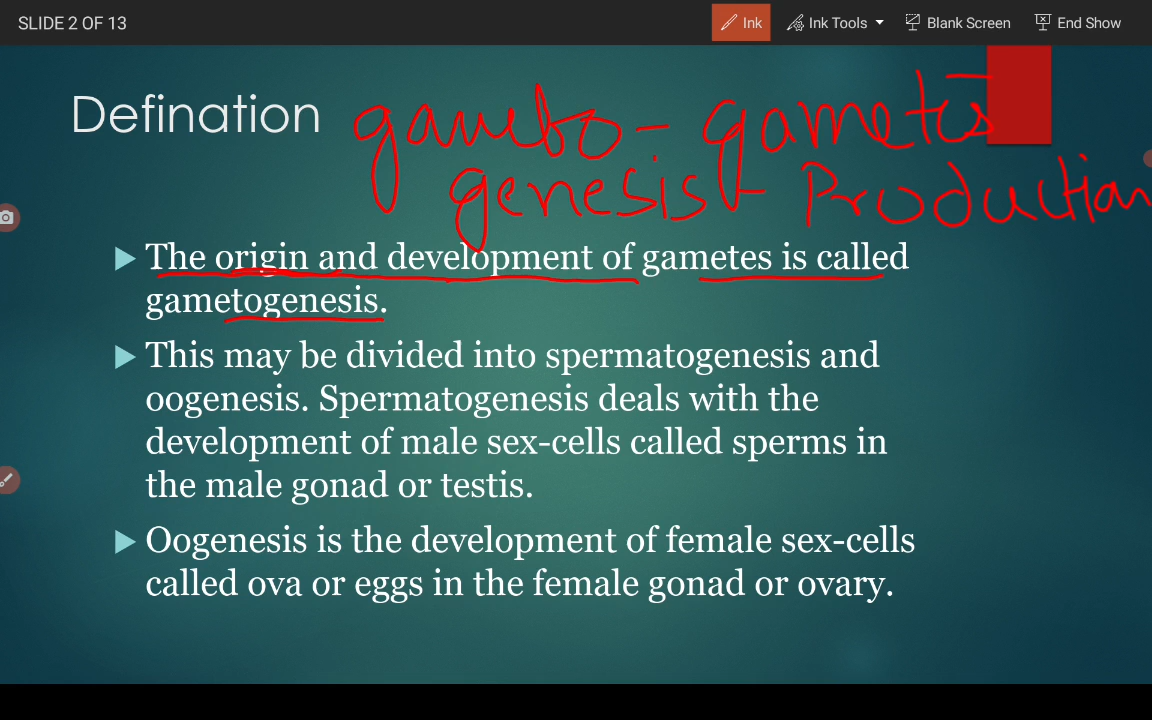 SLIDE 2 OF 13 Ink Ink Tools Blank Screen End Show
Defination gameto - gametes
genesis - Production
The origin and development of gametes is called
gametogenesis.
This may be divided into spermatogenesis and
oogenesis. Spermatogenesis deals with the
development of male sex-cells called sperms in
the male gonad or testis.
Oogenesis is the development of female sex-cells
called ova or eggs in the female gonad or ovary.